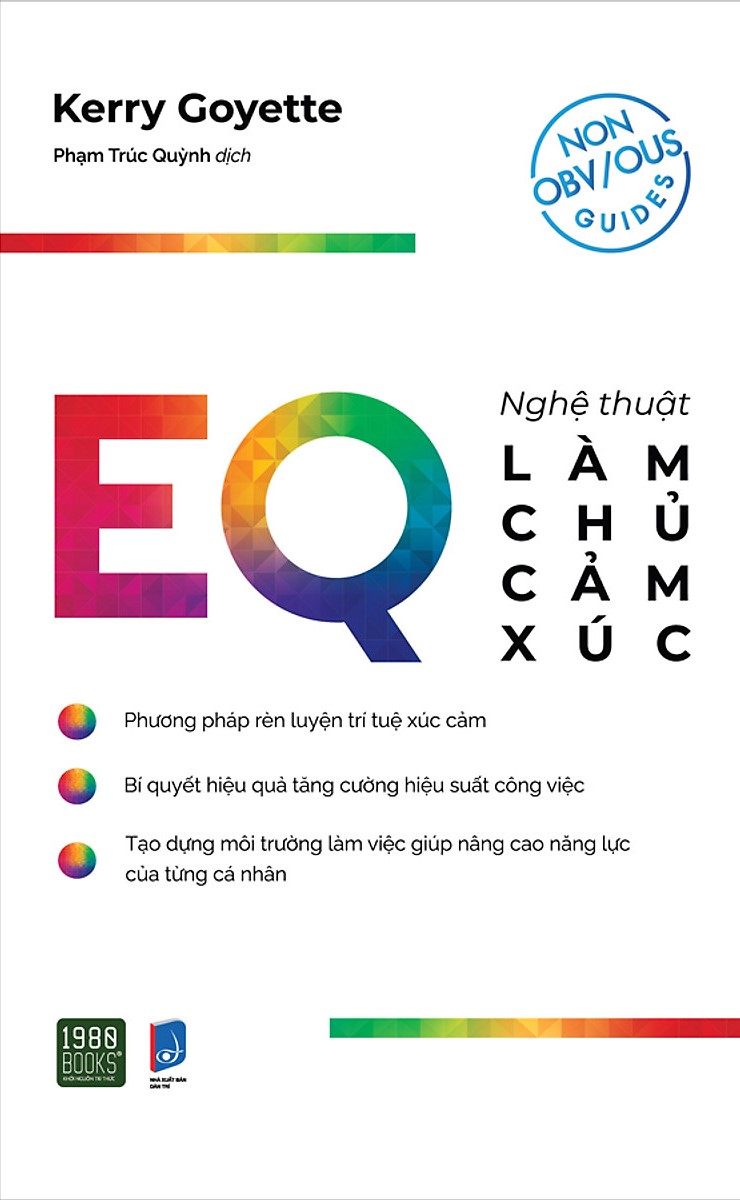 Kerry Goyette
Phạm Trúc Quỳnh dịch
NON
OBV/OUS
GUIDES
EQ
Nghệ thuật
LÀM
CHỦ
CẢM
XÚC
Phương pháp rèn luyện trí tuệ xúc cảm
Bí quyết hiệu quả tăng cường hiệu suất công việc
Tạo dựng môi trường làm việc giúp nâng cao năng lực
của từng cá nhân
1980
BOOKS®
KHƠI NGUỒN TRI THỨC
NHÀ XUẤT BẢN
DÂN TRÍ